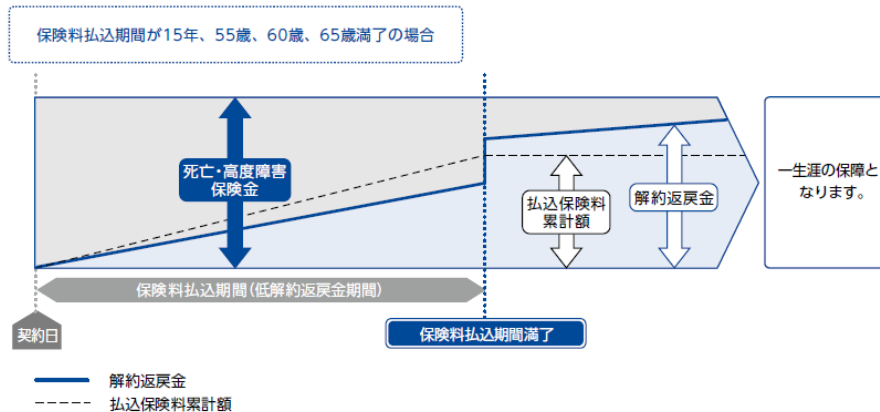 保険料払込期間が15年、55歳、60歳、65歳満了の場合
死亡・高度障害
保険金
払込保険料
累計額
解約返戻金
一生涯の保障と
なります。
保険料払込期間(低解約返戻金期間)
契約日
保険料払込期間満了
解約返戻金
払込保険料累計額